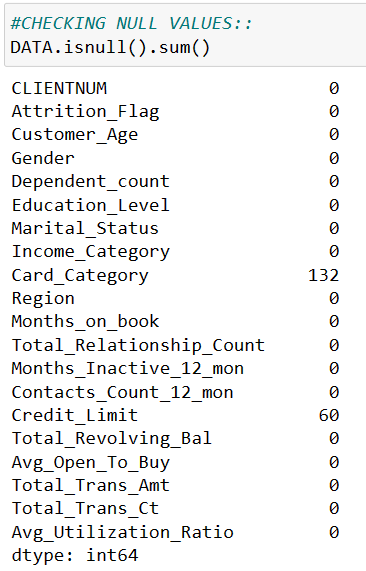 #CHECKING NULL VALUES::
DATA.isnull().sum()
CLIENTNUM 0
Attrition_Flag 0
Customer_Age 0
Gender 0
Dependent_count 0
Education_Level 0
Marital_Status 0
Income_Category 0
Card_Category 132
Region 0
Months_on_book 0
Total_Relationship_Count 0
Months_Inactive_12_mon 0
Contacts_Count_12_mon 0
Credit_Limit 60
Total_Revolving_Bal 0
Avg_Open_To_Buy 0
Total_Trans_Amt 0
Total_Trans_Ct 0
Avg_Utilization_Ratio 0
dtype: int64